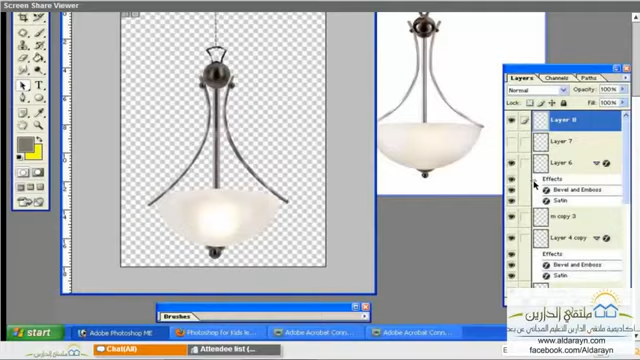 Screen Share Viewer
Layers Channels Paths
Normal Opacity: 100%
Lock: Fill: 100%
Layer 8
Layer 7
Layer 6
Effects
Bevel and Emboss
Satin
m copy 3
Layer 4 copy
Effects
Bevel and Emboss
Satin
Brushes
start Adobe Photoshop ME Photoshop for Kids le... Adobe Acrobat Conn... Adobe Acrobat Conn...
Chat(All) Attendee list (...
ملتقى الدارين
www.aldarayn.com
facebook.com/Aldarayn